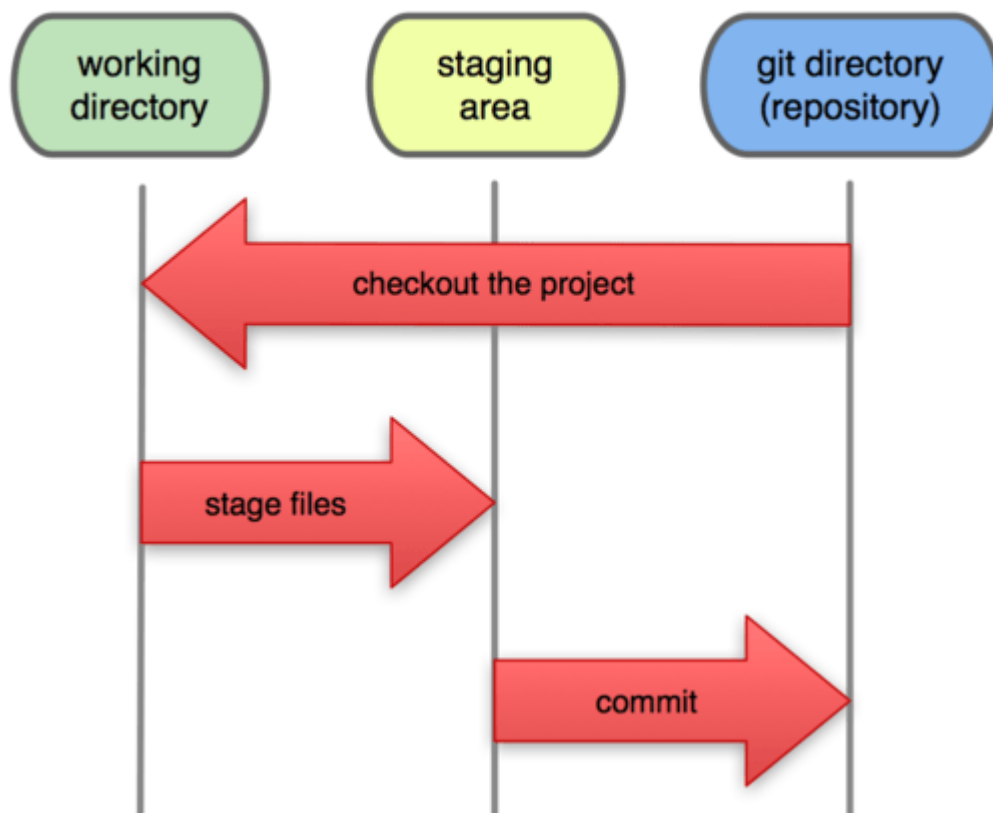 working
directory
staging
area
git directory
(repository)
checkout the project
stage files
commit